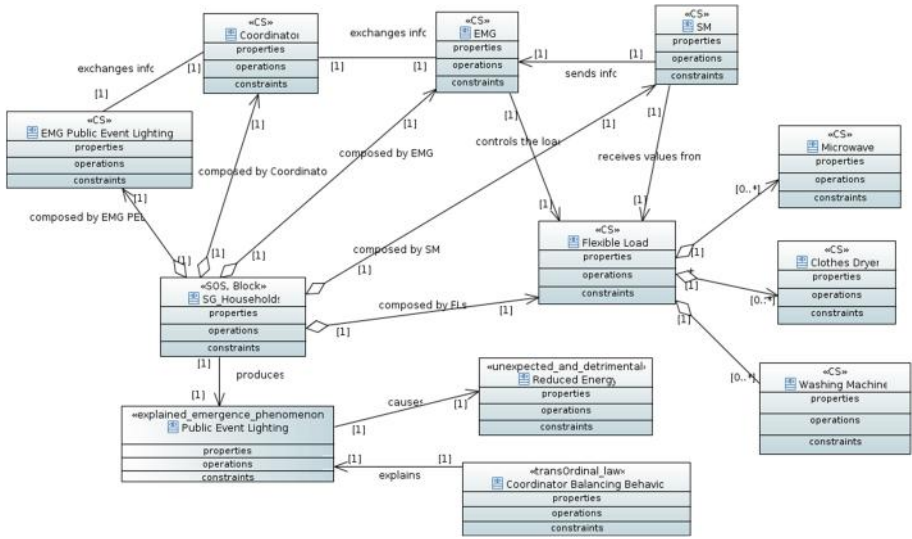 «CS»
Coordinator
properties
operations
constraints
exchanges infc
[1]
[1]
«CS»
EMG
properties
operations
constraints
[1]
[1]
sends info
«CS»
SM
properties
operations
constraints
exchanges infc
[1]
[1]
«CS»
EMG Public Event Lighting
properties
operations
constraints
[1]
composed by EMG PEL
[1]
[1]
composed by Coordinato
[1]
[1]
composed by EMG
[1]
[1]
composed by SM
[1]
controls the loa
[1]
[1]
receives values fron
[1]
[1]
«CS»
Microwave
properties
operations
constraints
[0..*]
[1]
«CS»
Flexible Load
properties
operations
constraints
«CS»
Clothes Dryer
properties
operations
constraints
[1]
[0..*]
[1]
[0..*]
«CS»
Washing Machine
properties
operations
constraints
«SOS, Block»
SG_Households
properties
operations
constraints
composed by FLs
[1]
[1]
[1]
produces
[1]
«explained_emergence_phenomenon
Public Event Lighting
properties
operations
constraints
causes
[1]
[1]
«unexpected_and_detrimental»
Reduced Energy
properties
operations
constraints
[1]
[1]
explains
«transOrdinal_law»
Coordinator Balancing Behavic
properties
operations
constraints